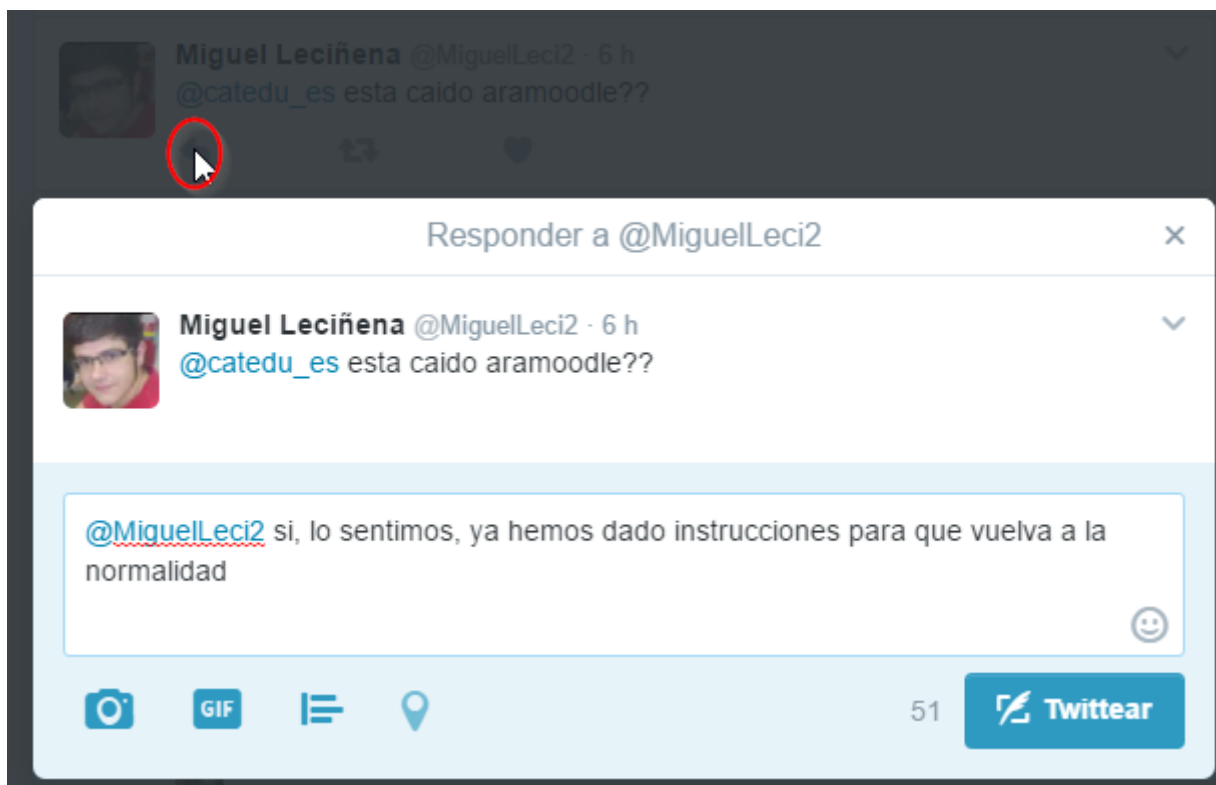 Miguel Leciñena @MiguelLeci2 · 6 h
@catedu_es esta caido aramoodle??
Responder a @MiguelLeci2
Miguel Leciñena @MiguelLeci2 · 6 h
@catedu_es esta caido aramoodle??
@MiguelLeci2 si, lo sentimos, ya hemos dado instrucciones para que vuelva a la
normalidad
GIF
51 Twittear